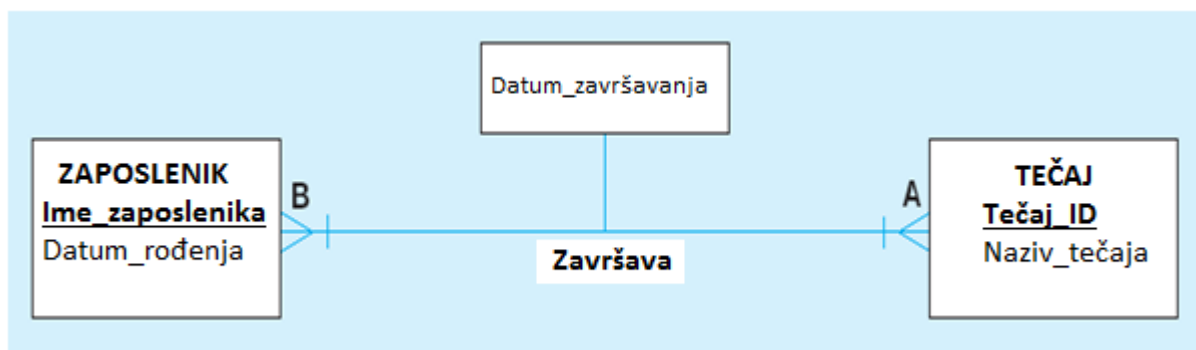 Datum_završavanja
ZAPOSLENIK
Ime_zaposlenika
Datum_rođenja
B
Završava
A
TEČAJ
Tečaj_ID
Naziv_tečaja